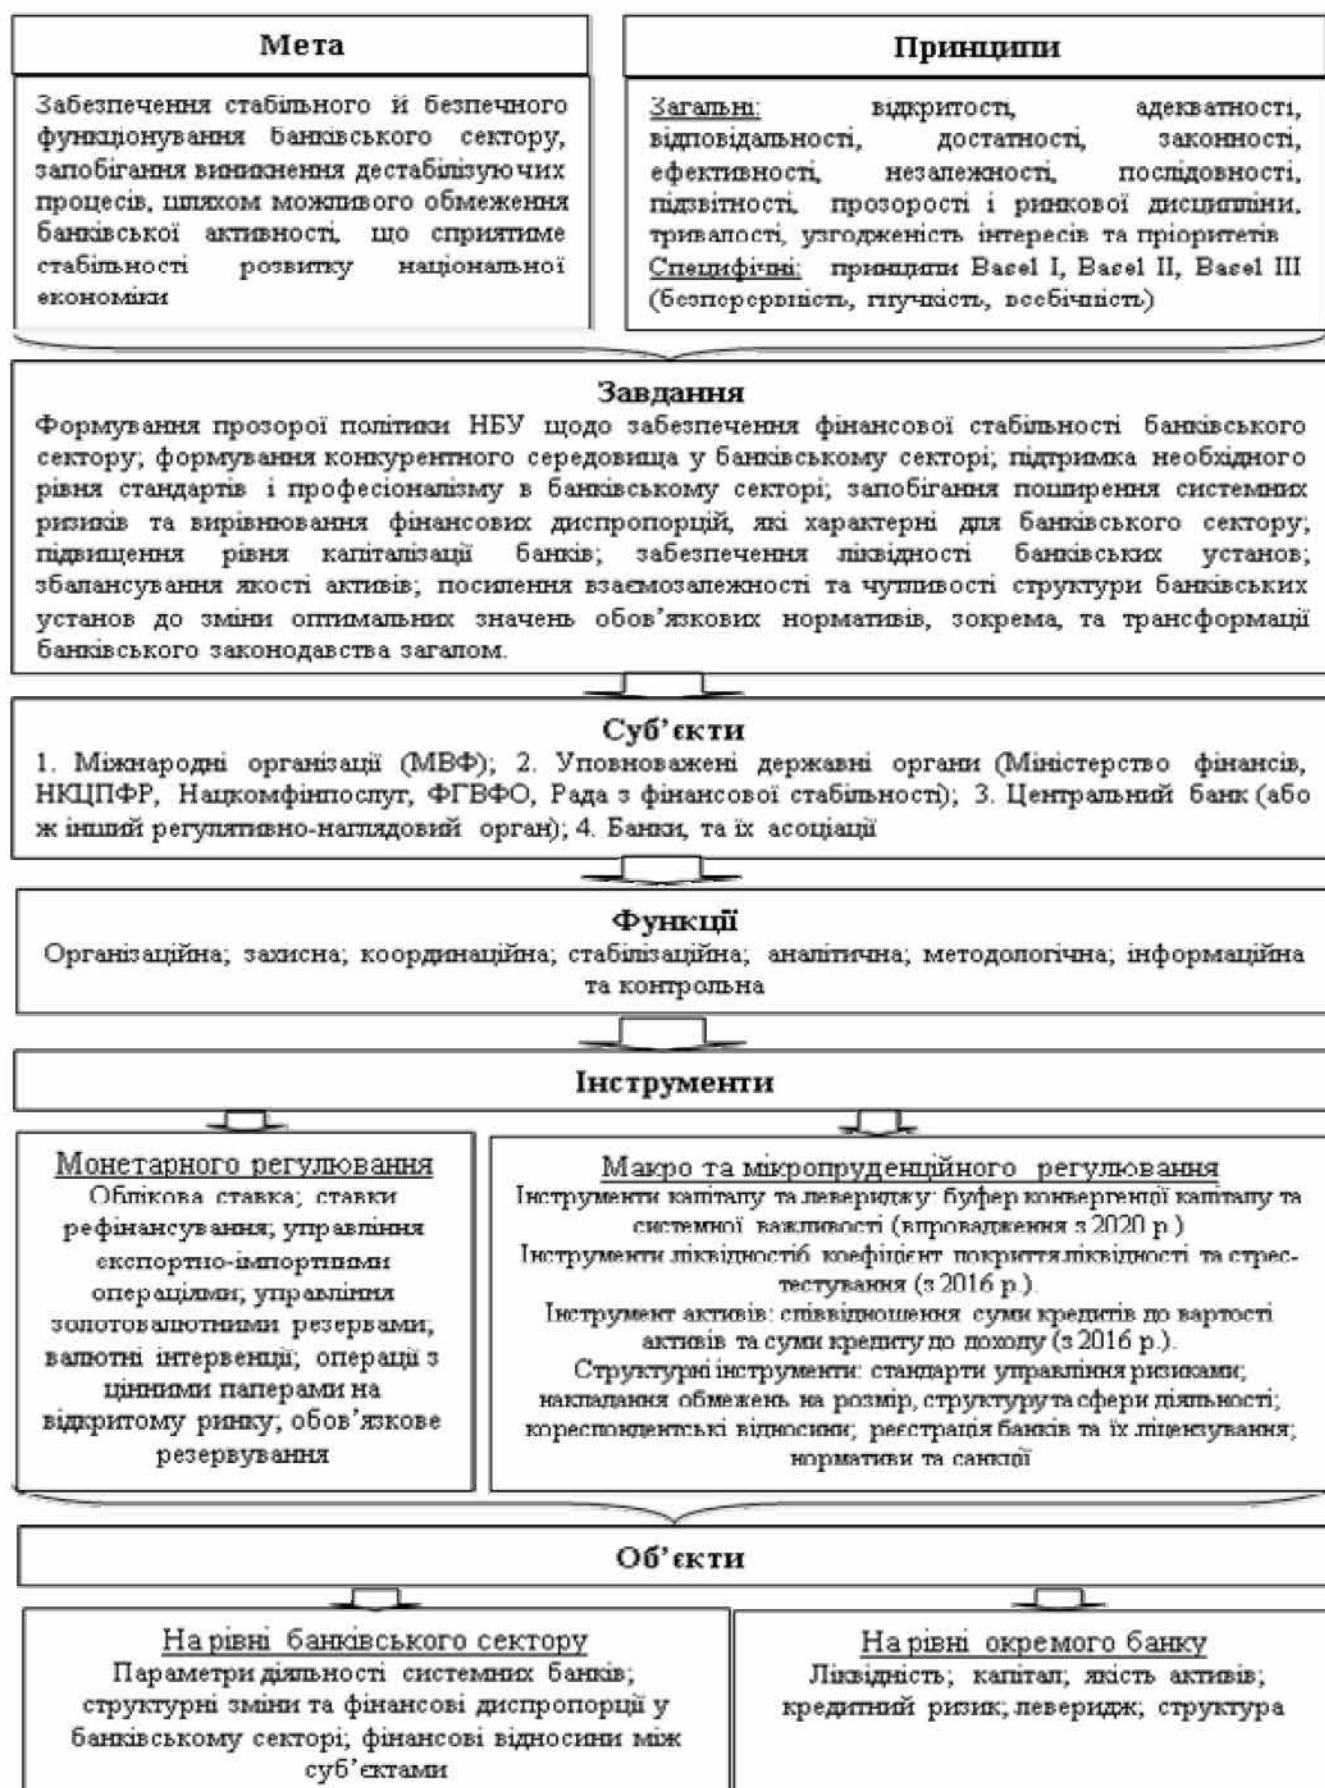 Мета
Забезпечення стабільного й безпечного
функціонування банківського сектору,
запобігання виникнення дестабілізуючих
процесів, шляхом можливого обмеження
банківської активності, що сприятиме
стабільності розвитку національної
економіки
Принципи
Загальні: відкритості, адекватності,
відповідальності, достатності, законності,
ефективності, незалежності, послідовності,
підзвітності, прозорості і ринкової дисципліни,
тривалості, узгодженість інтересів та пріоритетів
Специфічні: принципи Basel I, Basel II, Basel III
(безперервність, гнучкість, всебічність)
Завдання
Формування прозорої політики НБУ щодо забезпечення фінансової стабільності банківського
сектору; формування конкурентного середовища у банківському секторі; підтримка необхідного
рівня стандартів і професіоналізму в банківському секторі; запобігання поширення системних
ризиків та вирівнювання фінансових диспропорцій, які характерні для банківського сектору;
підвищення рівня капіталізації банків; забезпечення ліквідності банківських установ;
збалансування якості активів; посилення взаємозалежності та чутливості структури банківських
установ до зміни оптимальних значень обов’язкових нормативів, зокрема, та трансформації
банківського законодавства загалом.
Суб’єкти
1. Міжнародні організації (МВФ); 2. Уповноважені державні органи (Міністерство фінансів,
НКЦПФР, Нацкомфінпослуг, ФГВФО, Рада з фінансової стабільності); 3. Центральний банк (або
ж інший регулятивно-наглядовий орган); 4. Банки, та їх асоціації
Функції
Організаційна; захисна; координаційна; стабілізаційна; аналітична; методологічна; інформаційна
та контрольна
Інструменти
Монетарного регулювання
Облікова ставка; ставки
рефінансування; управління
експортно-імпортними
операціями; управління
золотовалютними резервами;
валютні інтервенції; операції з
цінними паперами на
відкритому ринку; обов’язкове
резервування
Макро та мікропруденційного регулювання
Інструменти капіталу та левериджу: буфер конвергенції капіталу та
системної важливості (впровадження з 2020 р.)
Інструменти ліквідностіб коефіцієнт покриття ліквідності та стрес-
тестування (з 2016 р.).
Інструмент активів: співвідношення суми кредитів до вартості
активів та суми кредиту до доходу (з 2016 р.).
Структурні інструменти: стандарти управління ризиками;
накладання обмежень на розмір, структуру та сфери діяльності;
кореспондентські відносини; реєстрація банків та їх ліцензування;
нормативи та санкції
Об’єкти
На рівні банківського сектору
Параметри діяльності системних банків;
структурні зміни та фінансові диспропорції у
банківському секторі; фінансові відносини між
суб’єктами
На рівні окремого банку
Ліквідність; капітал; якість активів;
кредитний ризик; леверидж; структура